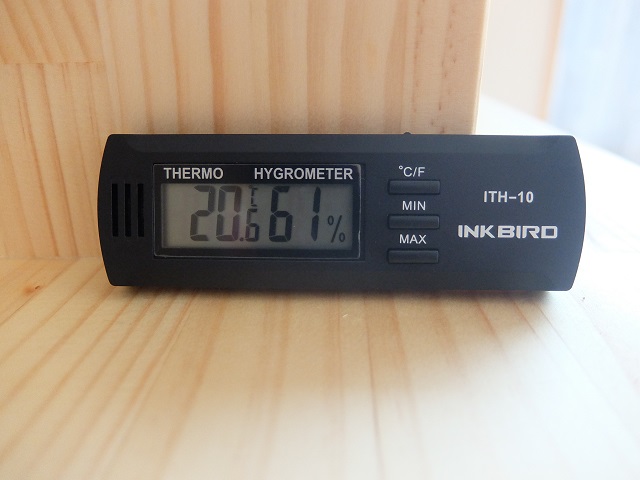 THERMO HYGROMETER
20.6 61%
°C/F
MIN
MAX
ITH-10
INKBIRD